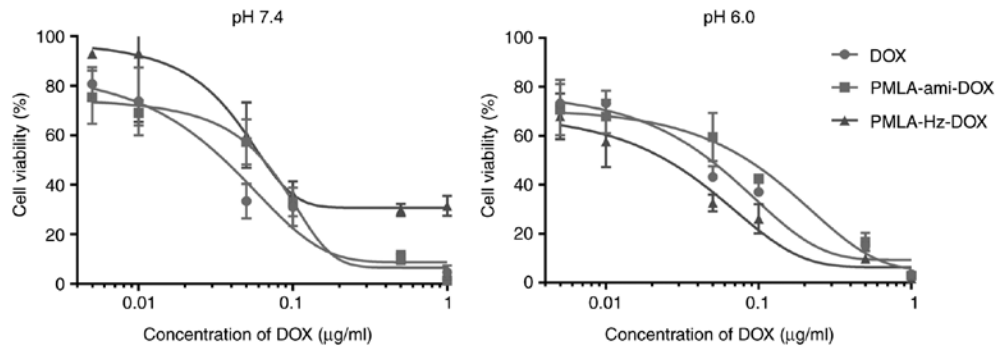 pH 7.4
100
80
60
40
20
0
Cell viability (%)
0.01
0.1
1
Concentration of DOX (μg/ml)
pH 6.0
100
80
60
40
20
0
Cell viability (%)
0.01
0.1
1
Concentration of DOX (μg/ml)
DOX
PMLA-ami-DOX
PMLA-Hz-DOX